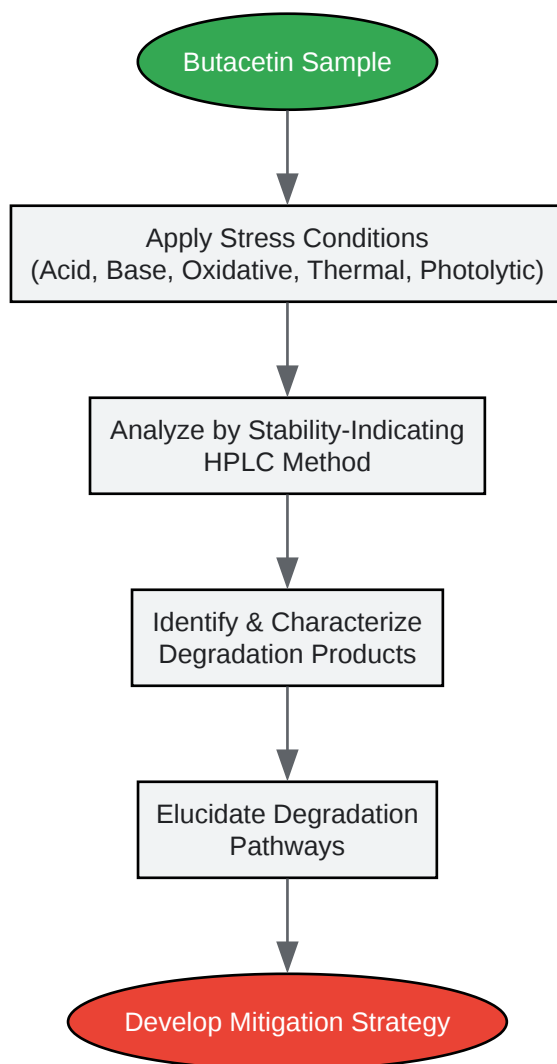 Butacetin Sample
Apply Stress Conditions
(Acid, Base, Oxidative, Thermal, Photolytic)
Analyze by Stability-Indicating
HPLC Method
Identify & Characterize
Degradation Products
Elucidate Degradation
Pathways
Develop Mitigation Strategy